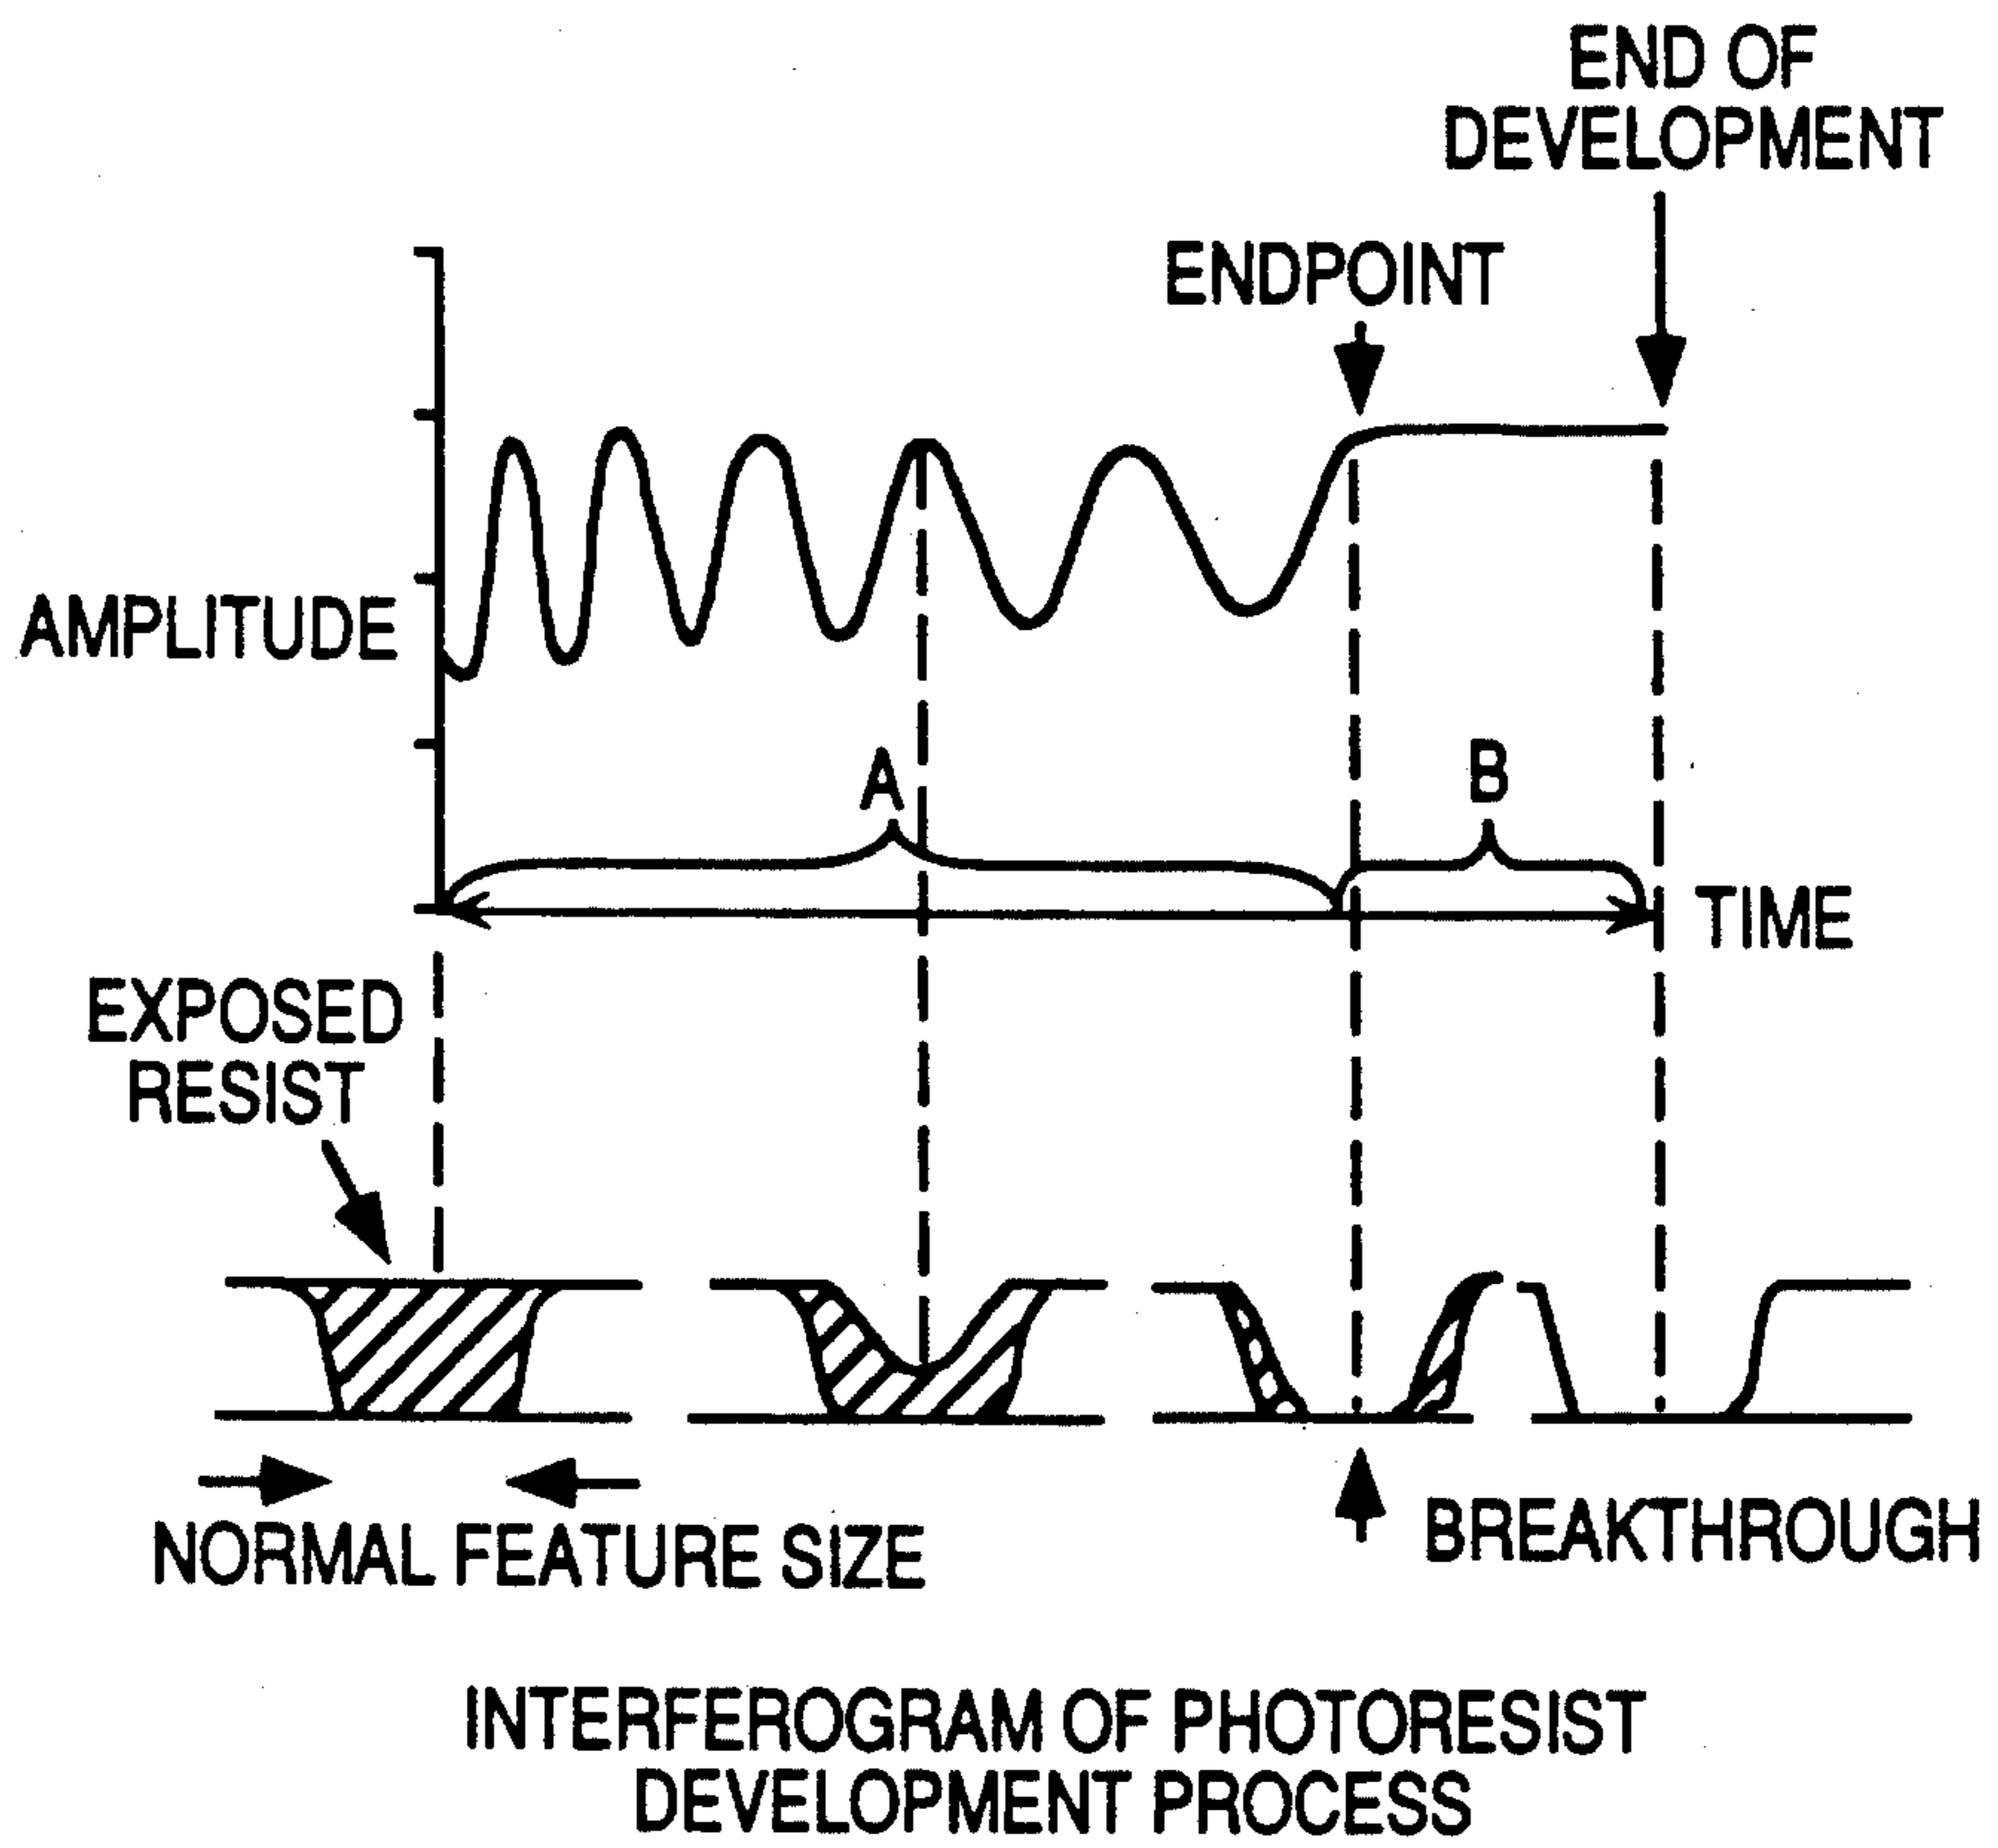 END OF
DEVELOPMENT
ENDPOINT
AMPLITUDE
A
B
TIME
EXPOSED
RESIST
NORMAL FEATURE SIZE
BREAKTHROUGH
INTERFEROGRAM OF PHOTORESIST
DEVELOPMENT PROCESS